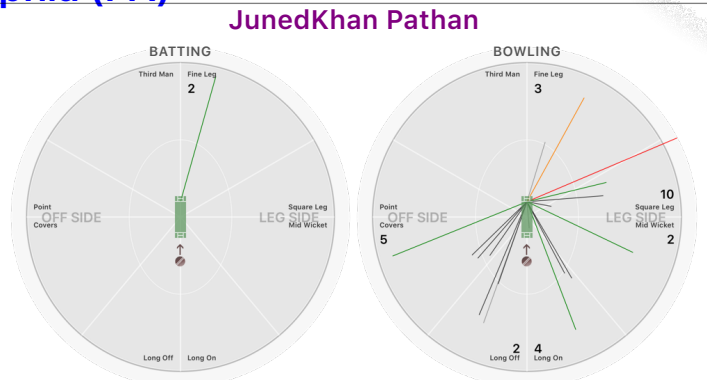 JunedKhan Pathan
BATTING
Third Man
Fine Leg
2
Point
OFF SIDE
Covers
Square Leg
LEG SIDE
Mid Wicket
Long Off
Long On
BOWLING
Third Man
Fine Leg
3
10
Point
OFF SIDE
Covers
5
Square Leg
LEG SIDE
Mid Wicket
2
2
4
Long Off
Long On